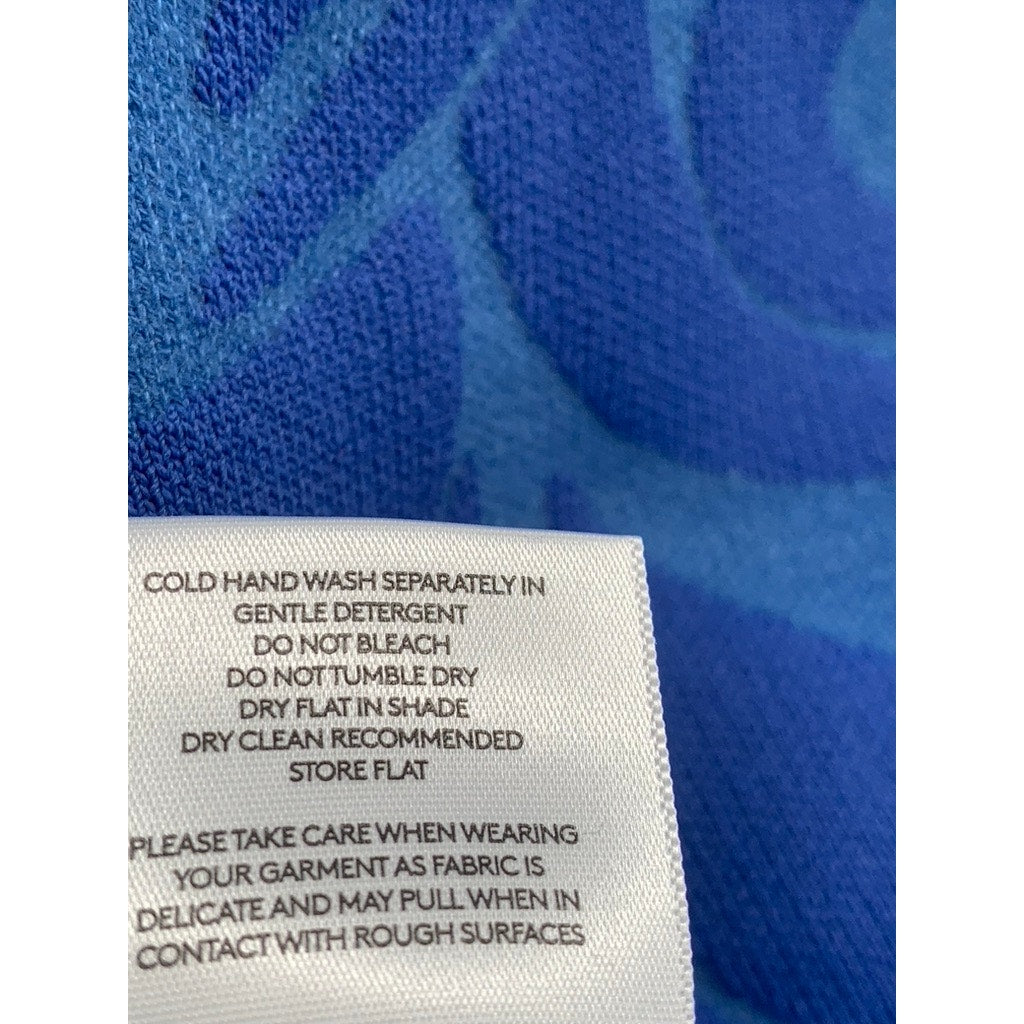 COLD HAND WASH SEPARATELY IN
GENTLE DETERGENT
DO NOT BLEACH
DO NOT TUMBLE DRY
DRY FLAT IN SHADE
DRY CLEAN RECOMMENDED
STORE FLAT
PLEASE TAKE CARE WHEN WEARING
YOUR GARMENT AS FABRIC IS
DELICATE AND MAY PULL WHEN IN
CONTACT WITH ROUGH SURFACES